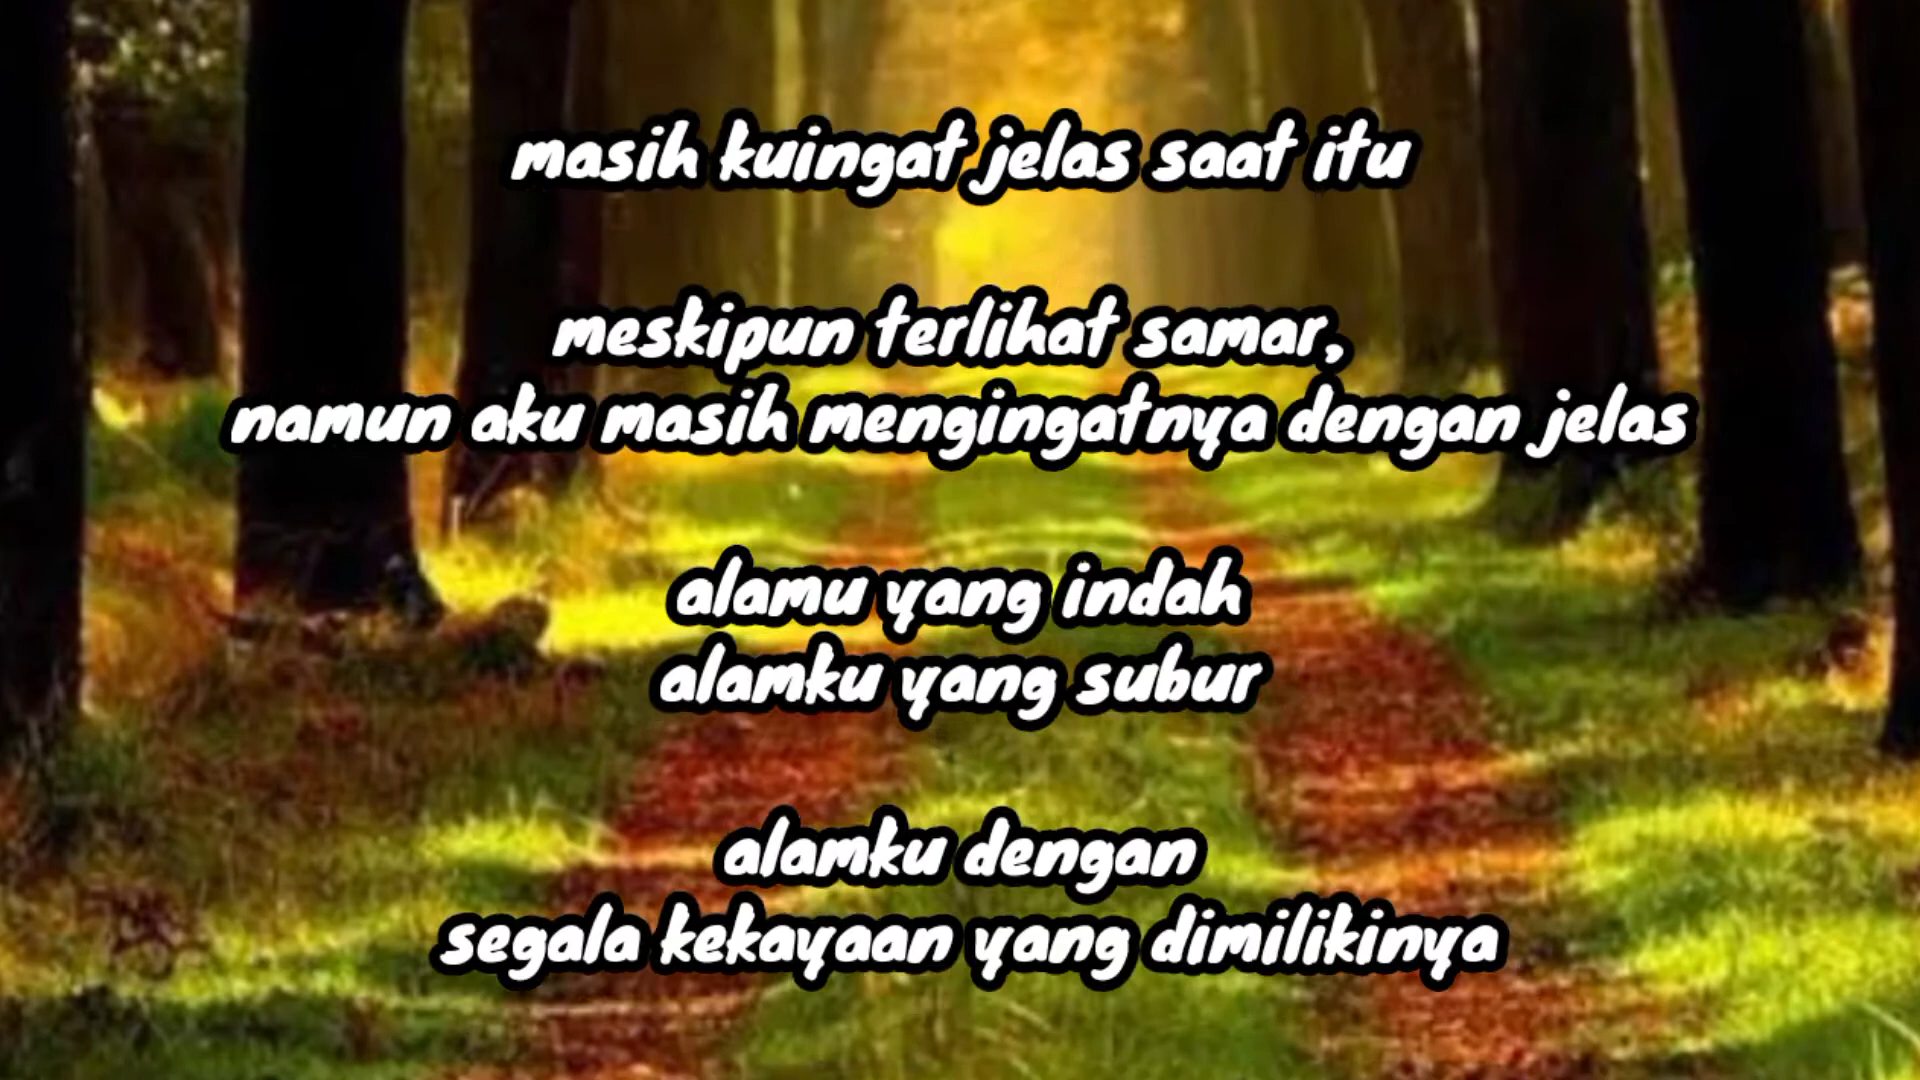 masih kuingat jelas saat itu
meskipun terlihat samar,
namun aku masih mengingatnya dengan jelas
alamu yang indah
alamku yang subur
alamku dengan
segala kekayaan yang dimilikinya